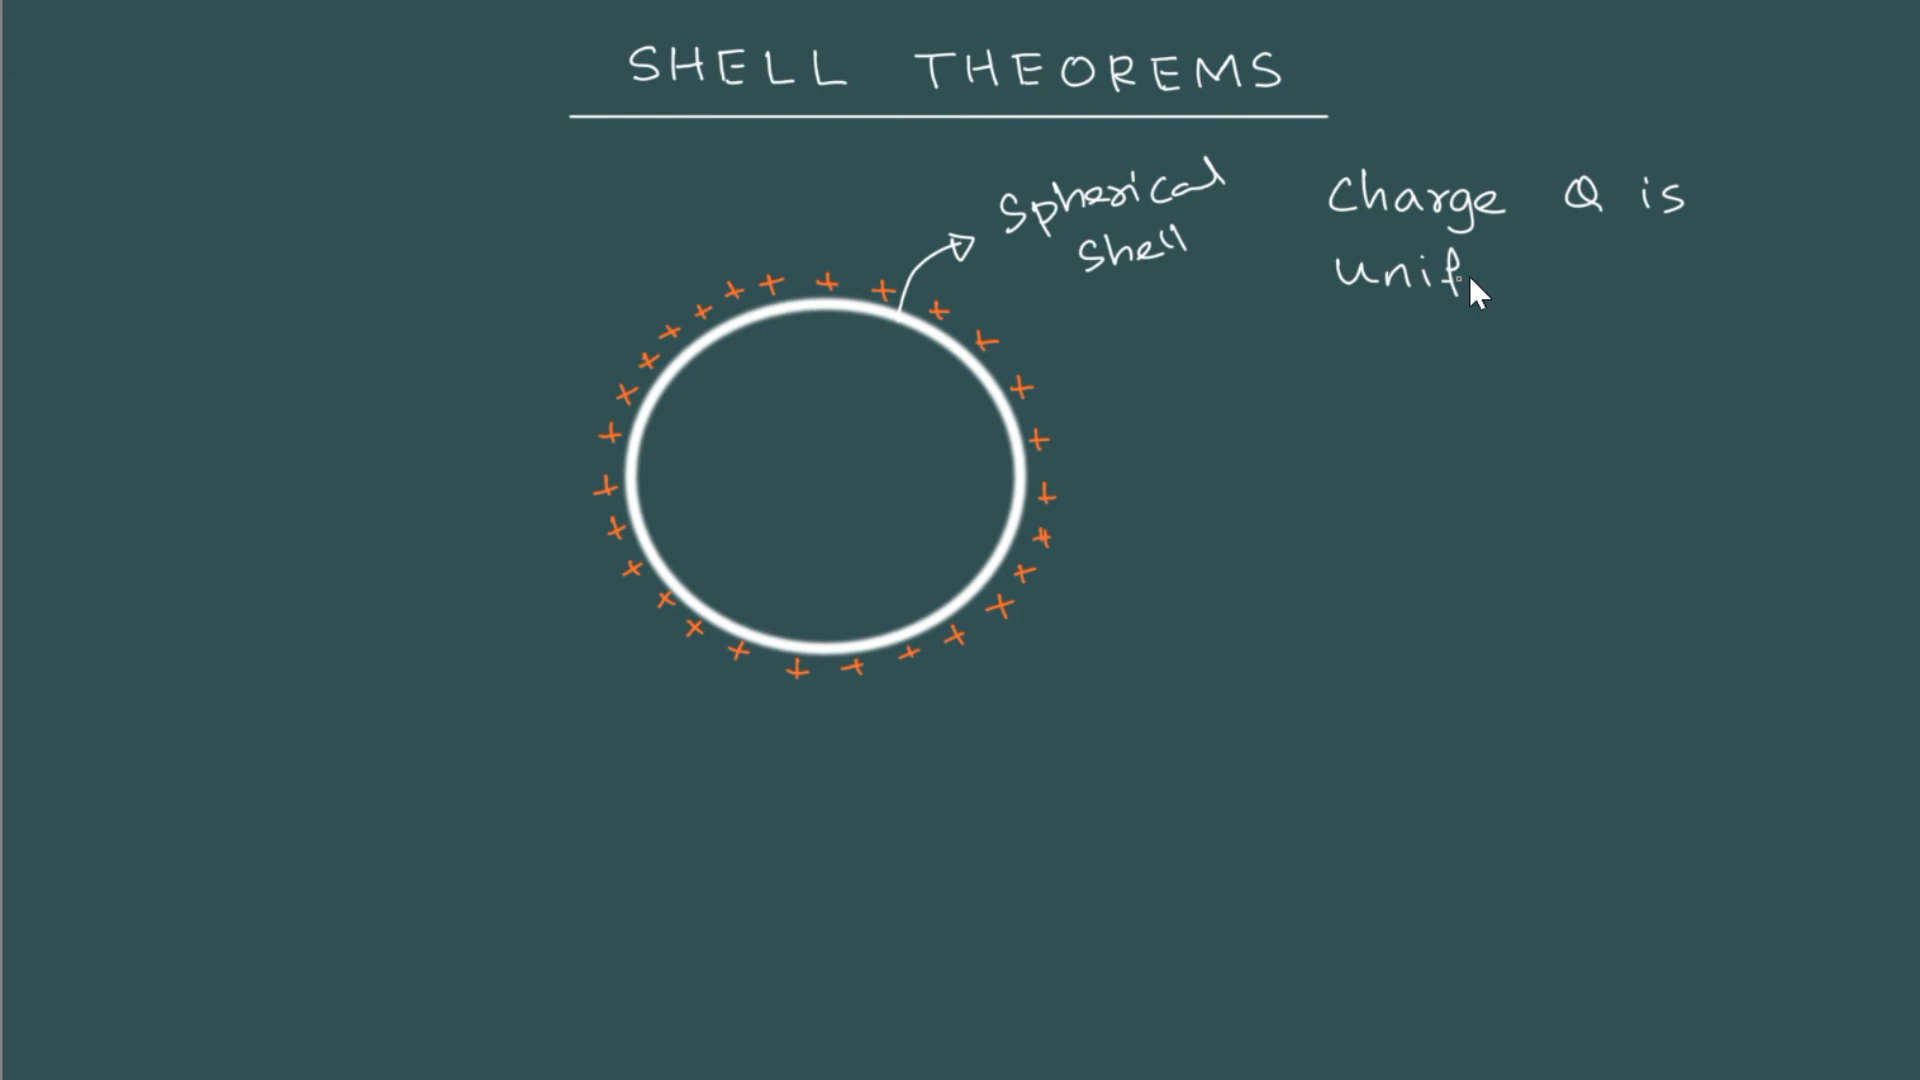 SHELL THEOREMS
Spherical
Shell
Charge Q is
unif
+ + + + + + + + + + + + + + + + + + + + + + + + + + + + + + +